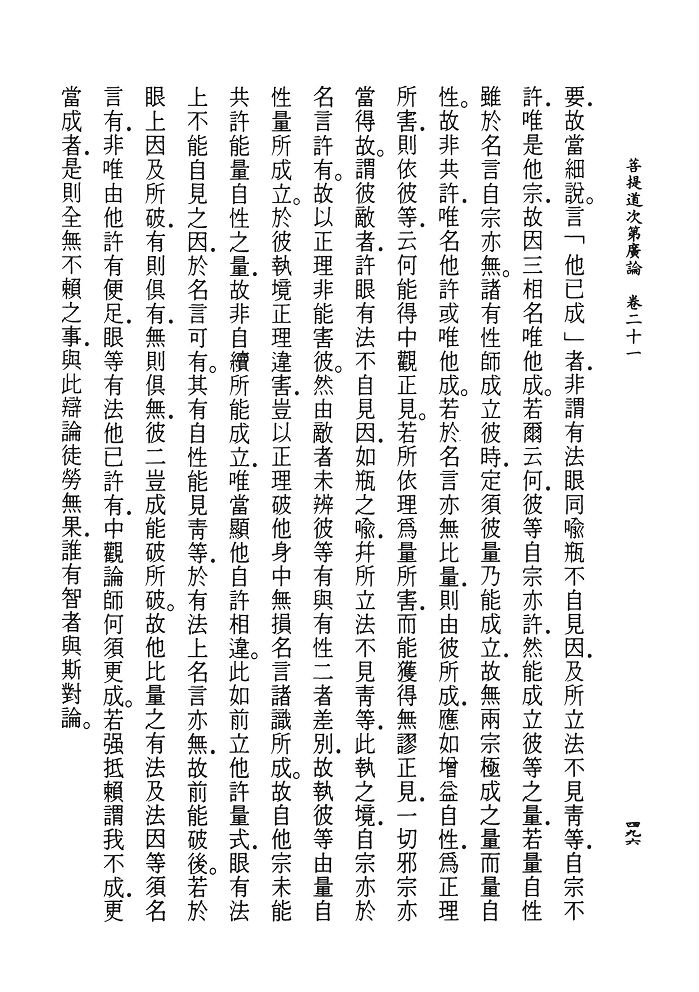 菩提道次第廣論　卷二十一
四九六
要．故當細說。言「他已成」者．非謂有法眼同喻瓶不自見因．及所立法不見青等．自宗不
許．唯是他宗．故因三相名唯他成。若爾云何．彼等自宗亦許．然能成立彼等之量．若量自性
雖於名言自宗亦無。諸有性師成立彼時．定須彼量乃能成立．故無兩宗極成之量而量自
性。故非共許．唯名他許或唯他成。若於名言亦無比量．則由彼所成．應如增益自性．爲正理
所害．則依彼等．云何能得中觀正見。若所依理爲量所害．而能獲得無謬正見．一切邪宗亦
當得故。謂彼敵者．許眼有法不自見因．如瓶之喻．幷所立法不見靑等．此執之境．自宗亦於
名言許有。故以正理非能害彼。然由敵者未辨彼等有與有性二者差別．故執彼等由量自
性量所成立。於彼執境正理違害．豈以正理破他身中無損名言諸識所成。故自他宗未能
共許能量自性之量．故非自續所能成立．唯當顯他自許相違。此如前立他許量式．眼有法
上不能自見之因．於名言可有。其有自性能見靑等．於有法上名言亦無．故前能破後。若於
眼上因及所破．有則俱有．無則俱無．彼二豈成能破所破。故他比量之有法及法因等．須名
言有．非唯由他許有便足．眼等有法他已許有．中觀論師何須更成。若强抵賴謂我不成．更
當成者．是則全無不賴之事．與此辯論徒勞無果．誰有智者與斯對論。